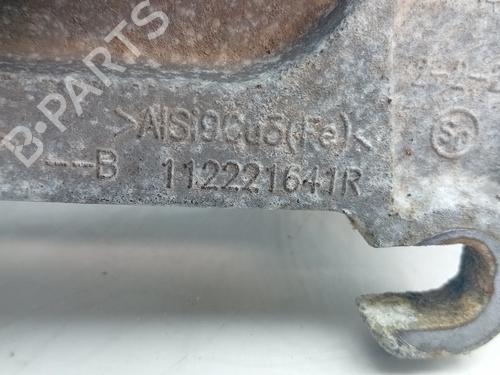 B-PARTS
>AlSi9Cu3(Fe)<
--B 112221641R